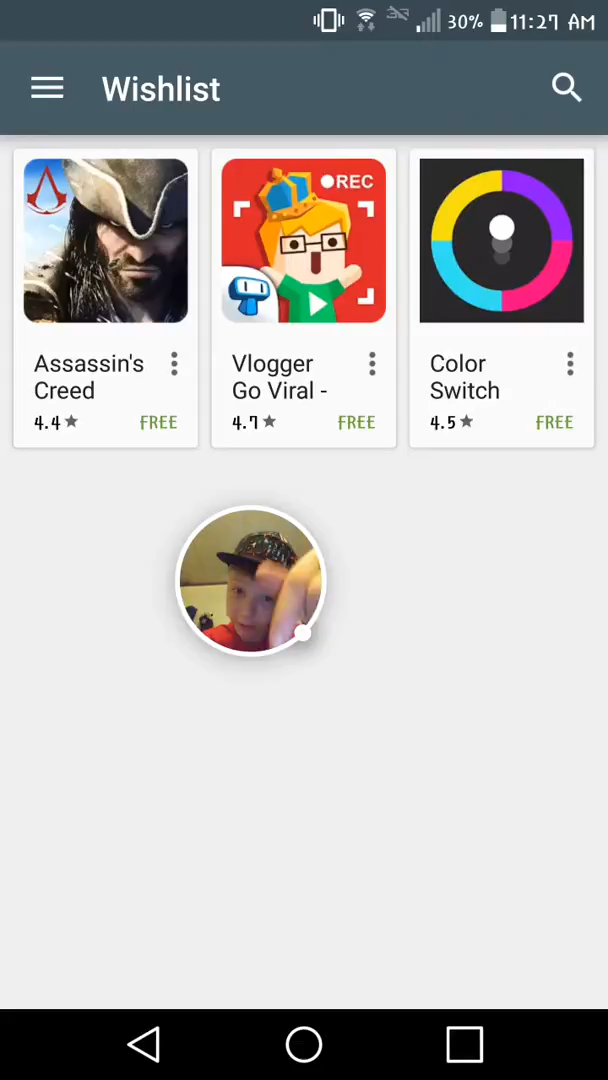 30% 11:27 AM
Wishlist
REC
Assassin's
Creed
4.4 FREE
Vlogger
Go Viral -
4.7 FREE
Color
Switch
4.5 FREE